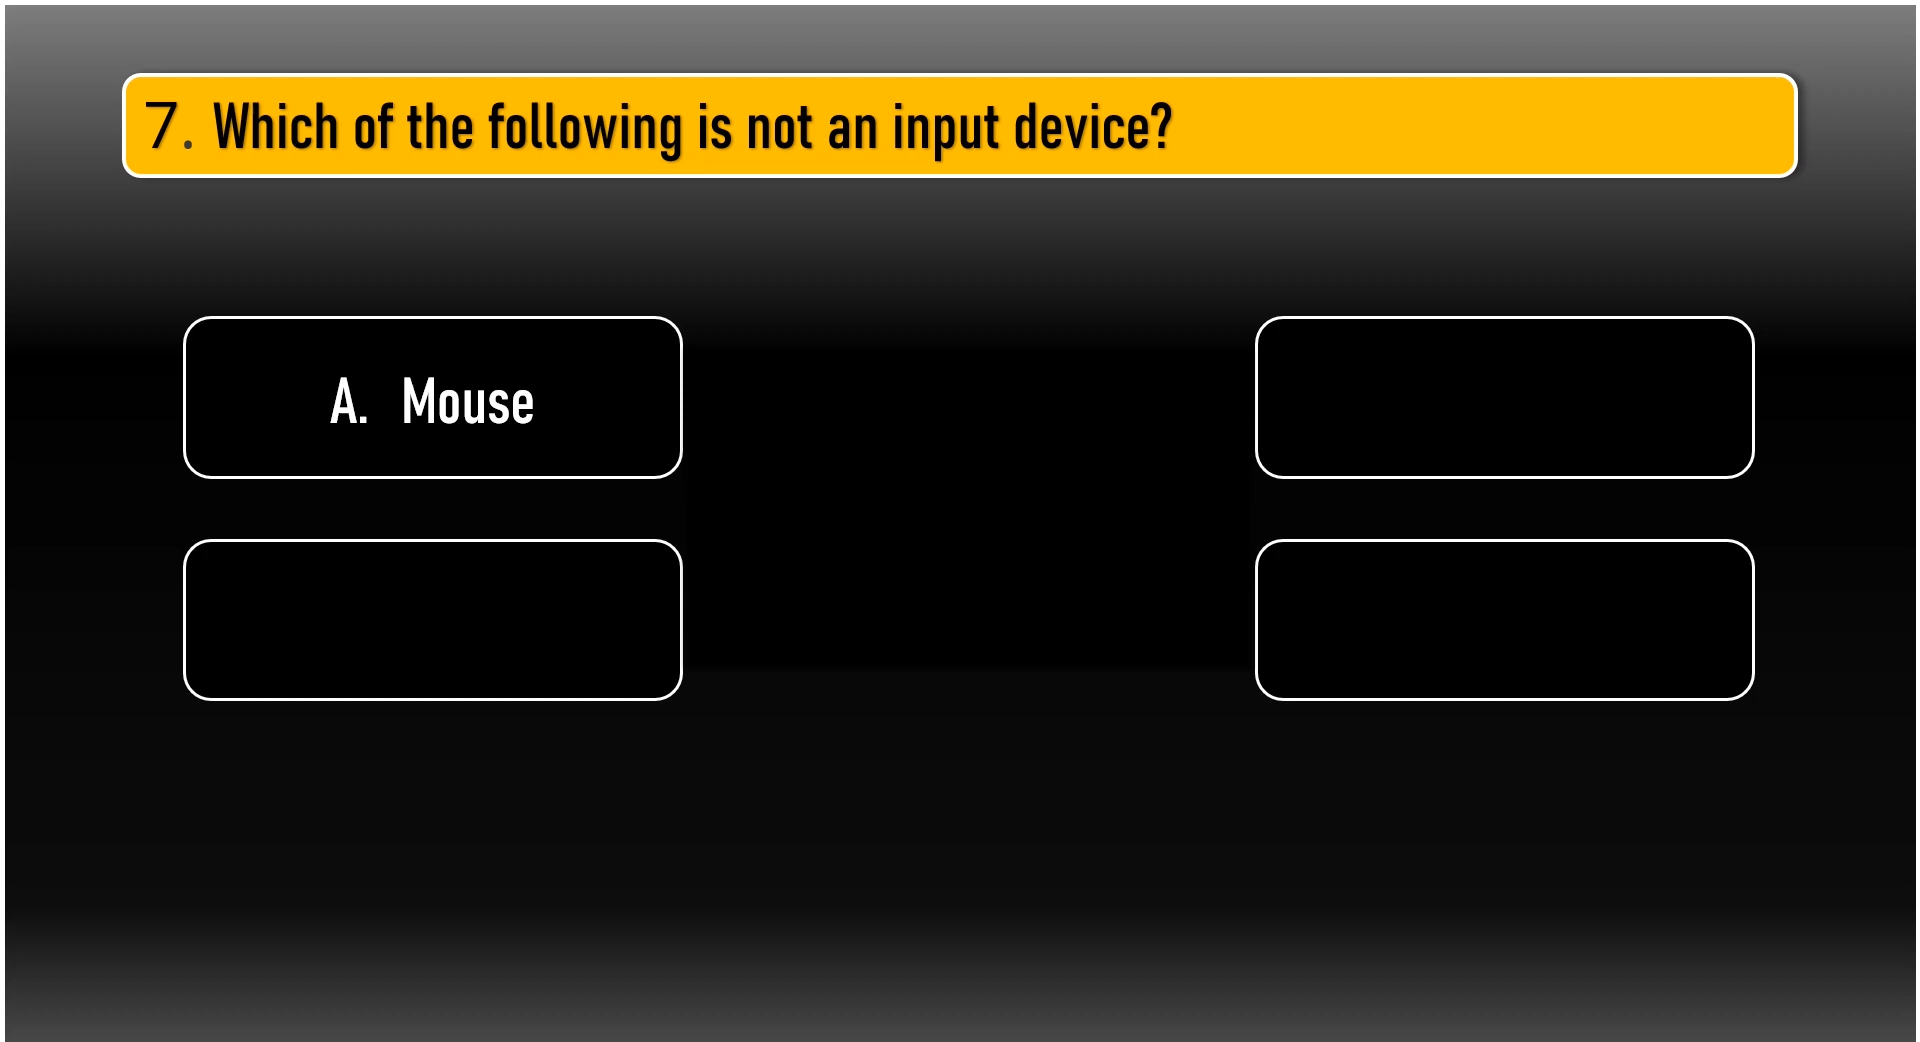 7. Which of the following is not an input device?
A. Mouse